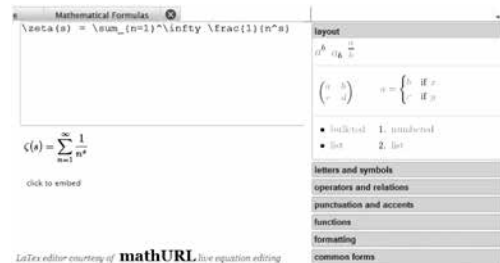 s Mathematical Formulas
\zeta(s) = \sum_{n=1}^\infty \frac{1}{n^s}
ζ(s) = ∑_{n=1}^{∞} 1/n^s
click to embed
LaTex editor courtesy of mathURL live equation editing
layout
a^b a_b a/b
(a b c d) a = { b if x c if x
• bulleted 1. numbered
• list 2. list
letters and symbols
operators and relations
punctuation and accents
functions
formatting
common forms